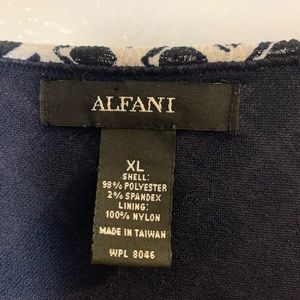 ALFANI
XL
SHELL:
98% POLYESTER
2% SPANDEX
LINING:
100% NYLON
MADE IN TAIWAN
WPL 8046